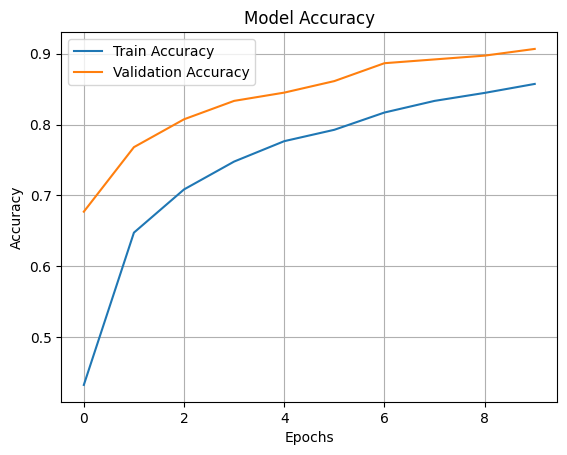 Model Accuracy
Train Accuracy
Validation Accuracy
0.9
0.8
0.7
0.6
0.5
Accuracy
0 2 4 6 8
Epochs